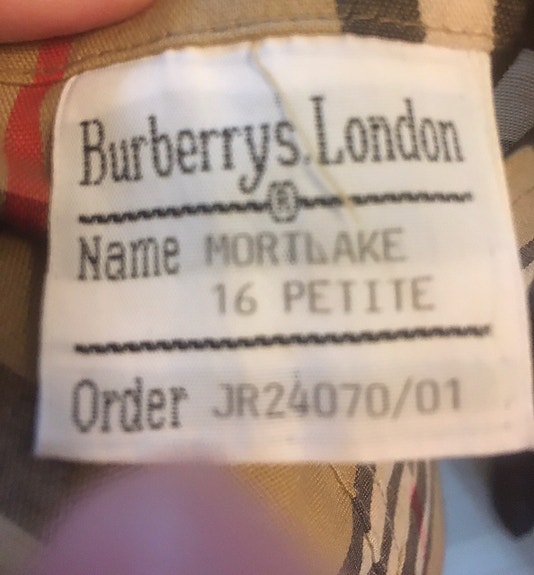 Burberrys.London
®
Name MORTLAKE
16 PETITE
Order JR24070/01